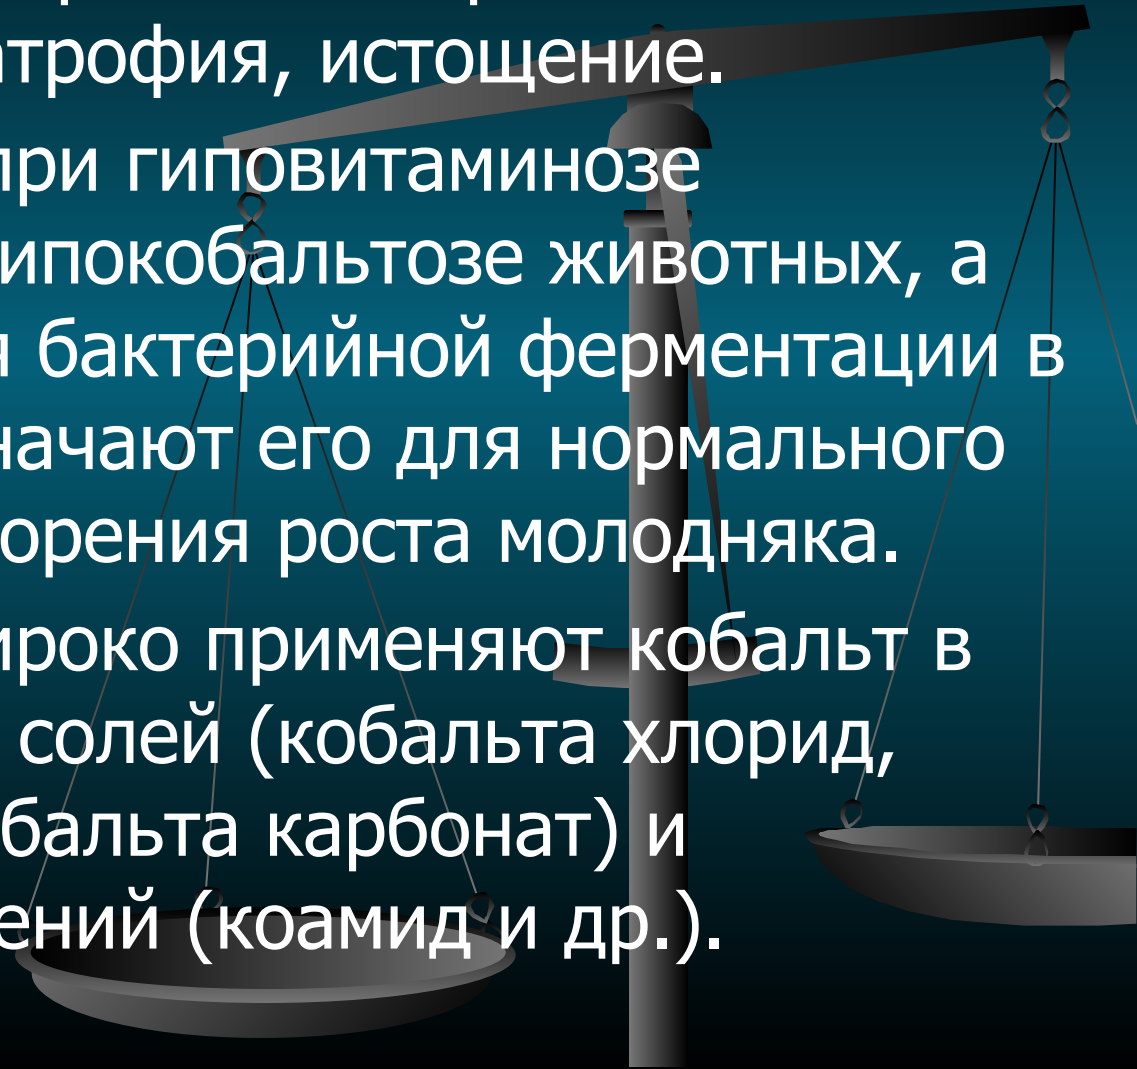 атрофия, истощение.
при гиповитаминозе
ипокобальтозе животных, а
я бактерийной ферментации в
начают его для нормального
орения роста молодняка.
ироко применяют кобальт в
солей (кобальта хлорид,
бальта карбонат) и
ений (коамид и др.).